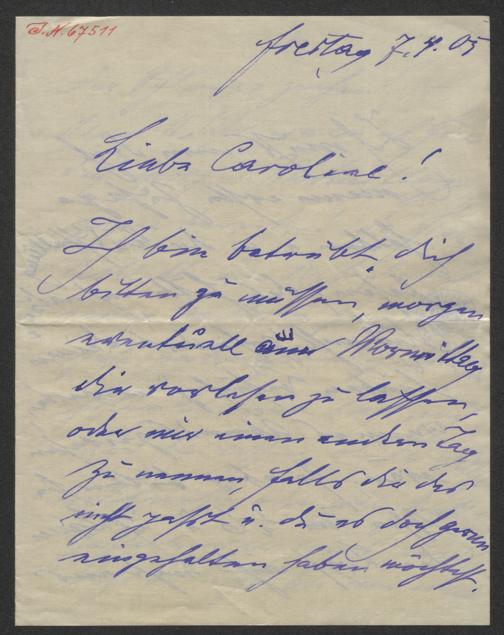 I.N. 67511
Freitag 7.4.05
Liebe Caroline!
Ich bin betrübt dich
bitten zu müssen, morgen
eventuell am Vormittag
dir vorlesen zu lassen,
oder mir einen andern Tag
zu nennen, falls dir das
nicht passt u. du es doch gerne
eingehalten haben möchtest.